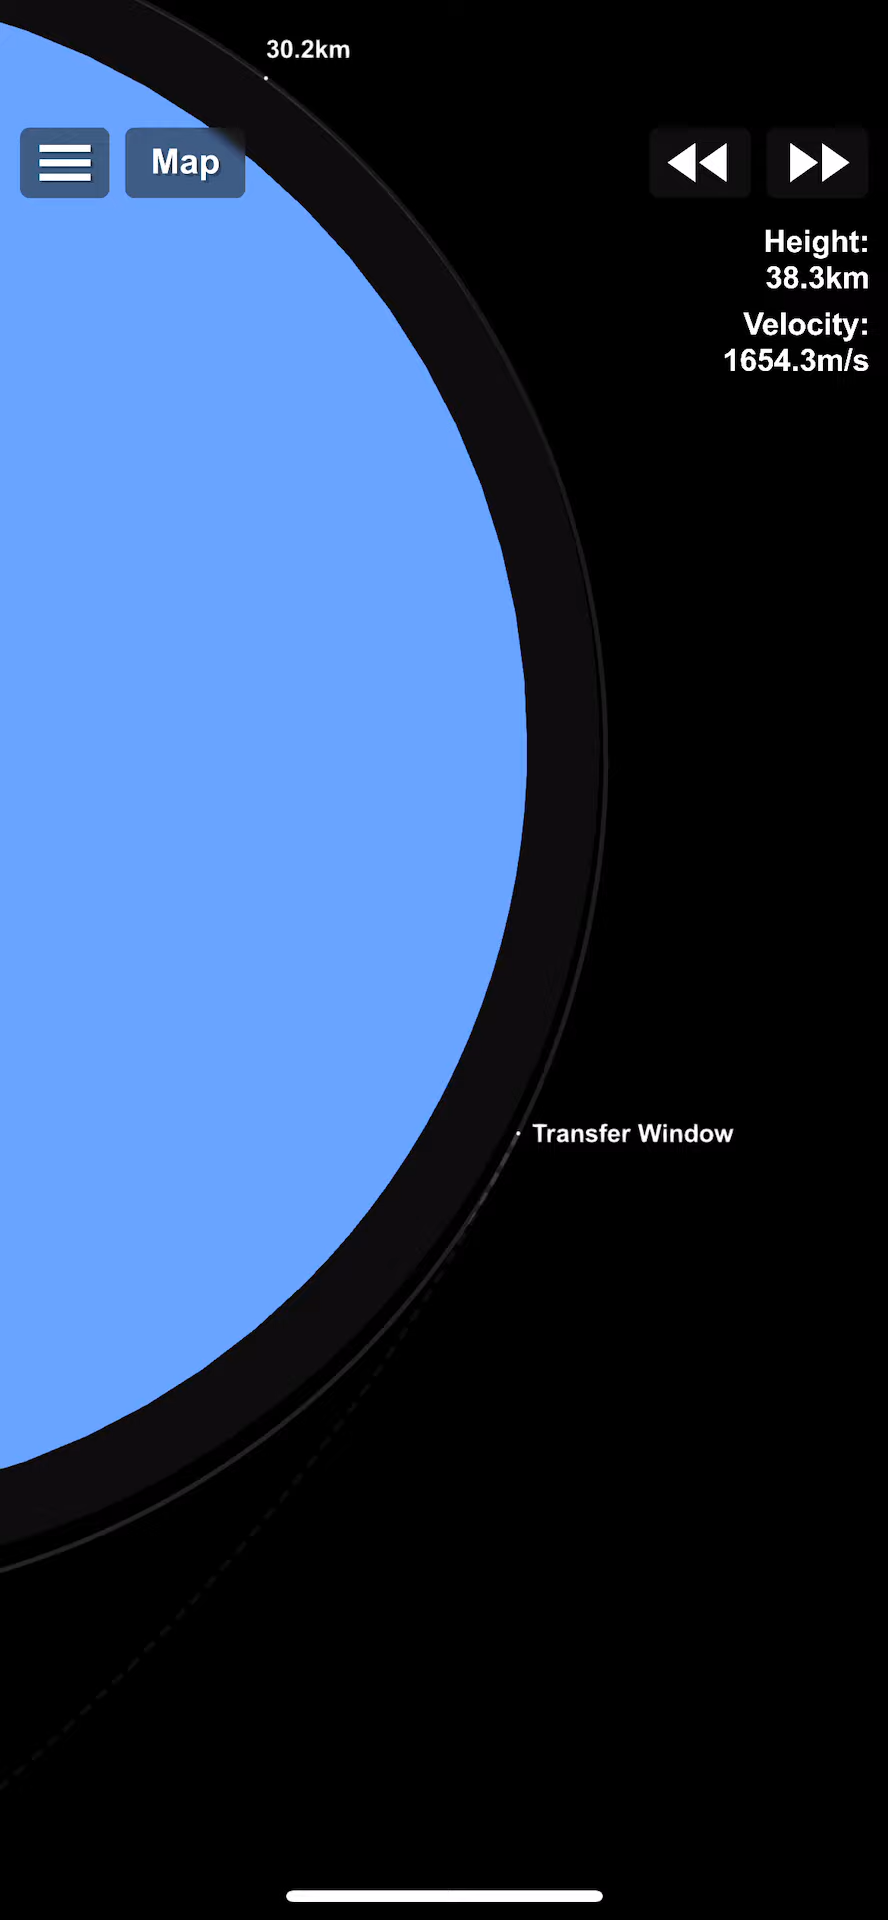 30.2km
Map
Height:
38.3km
Velocity:
1654.3m/s
Transfer Window